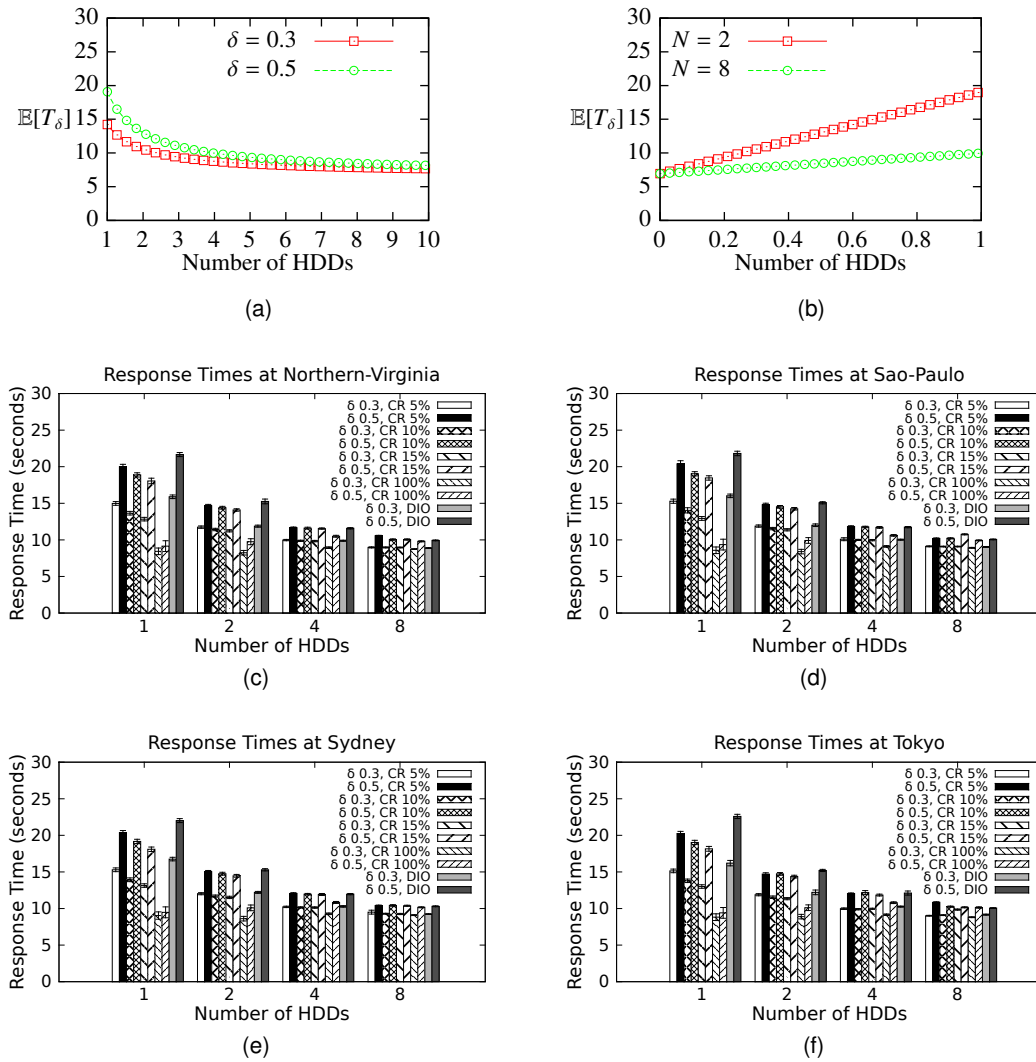 30
25
20
𝔼[Tδ] 15
10
5
0
1 2 3 4 5 6 7 8 9 10
Number of HDDs
δ = 0.3
δ = 0.5
(a)
30
25
20
𝔼[Tδ] 15
10
5
0
0 0.2 0.4 0.6 0.8 1
Number of HDDs
N = 2
N = 8
(b)
Response Times at Northern-Virginia
Response Time (seconds)
30
25
20
15
10
5
0
δ 0.3, CR 5%
δ 0.5, CR 5%
δ 0.3, CR 10%
δ 0.5, CR 10%
δ 0.3, CR 15%
δ 0.5, CR 15%
δ 0.3, CR 100%
δ 0.5, CR 100%
δ 0.3, DIO
δ 0.5, DIO
1 2 4 8
Number of HDDs
(c)
Response Times at Sao-Paulo
Response Time (seconds)
30
25
20
15
10
5
0
δ 0.3, CR 5%
δ 0.5, CR 5%
δ 0.3, CR 10%
δ 0.5, CR 10%
δ 0.3, CR 15%
δ 0.5, CR 15%
δ 0.3, CR 100%
δ 0.5, CR 100%
δ 0.3, DIO
δ 0.5, DIO
1 2 4 8
Number of HDDs
(d)
Response Times at Sydney
Response Time (seconds)
30
25
20
15
10
5
0
δ 0.3, CR 5%
δ 0.5, CR 5%
δ 0.3, CR 10%
δ 0.5, CR 10%
δ 0.3, CR 15%
δ 0.5, CR 15%
δ 0.3, CR 100%
δ 0.5, CR 100%
δ 0.3, DIO
δ 0.5, DIO
1 2 4 8
Number of HDDs
(e)
Response Times at Tokyo
Response Time (seconds)
30
25
20
15
10
5
0
δ 0.3, CR 5%
δ 0.5, CR 5%
δ 0.3, CR 10%
δ 0.5, CR 10%
δ 0.3, CR 15%
δ 0.5, CR 15%
δ 0.3, CR 100%
δ 0.5, CR 100%
δ 0.3, DIO
δ 0.5, DIO
1 2 4 8
Number of HDDs
(f)